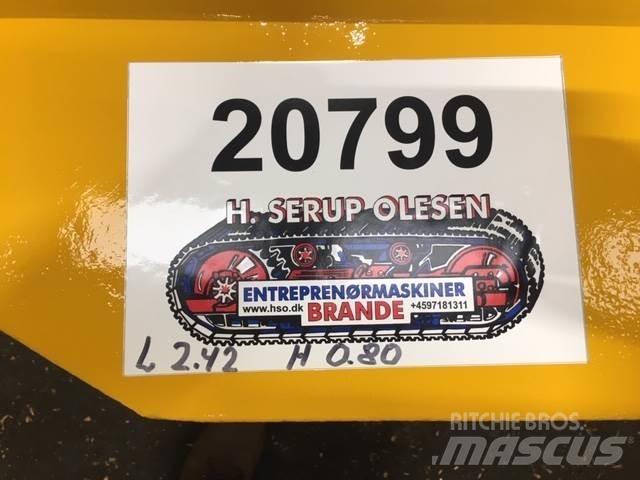 20799
H. SERUP OLESEN
ENTREPRENØRMASKINER
www.hso.dk BRANDE +4597181311
L 2.42 H 0.80
RITCHIE BROS.
MASCUS